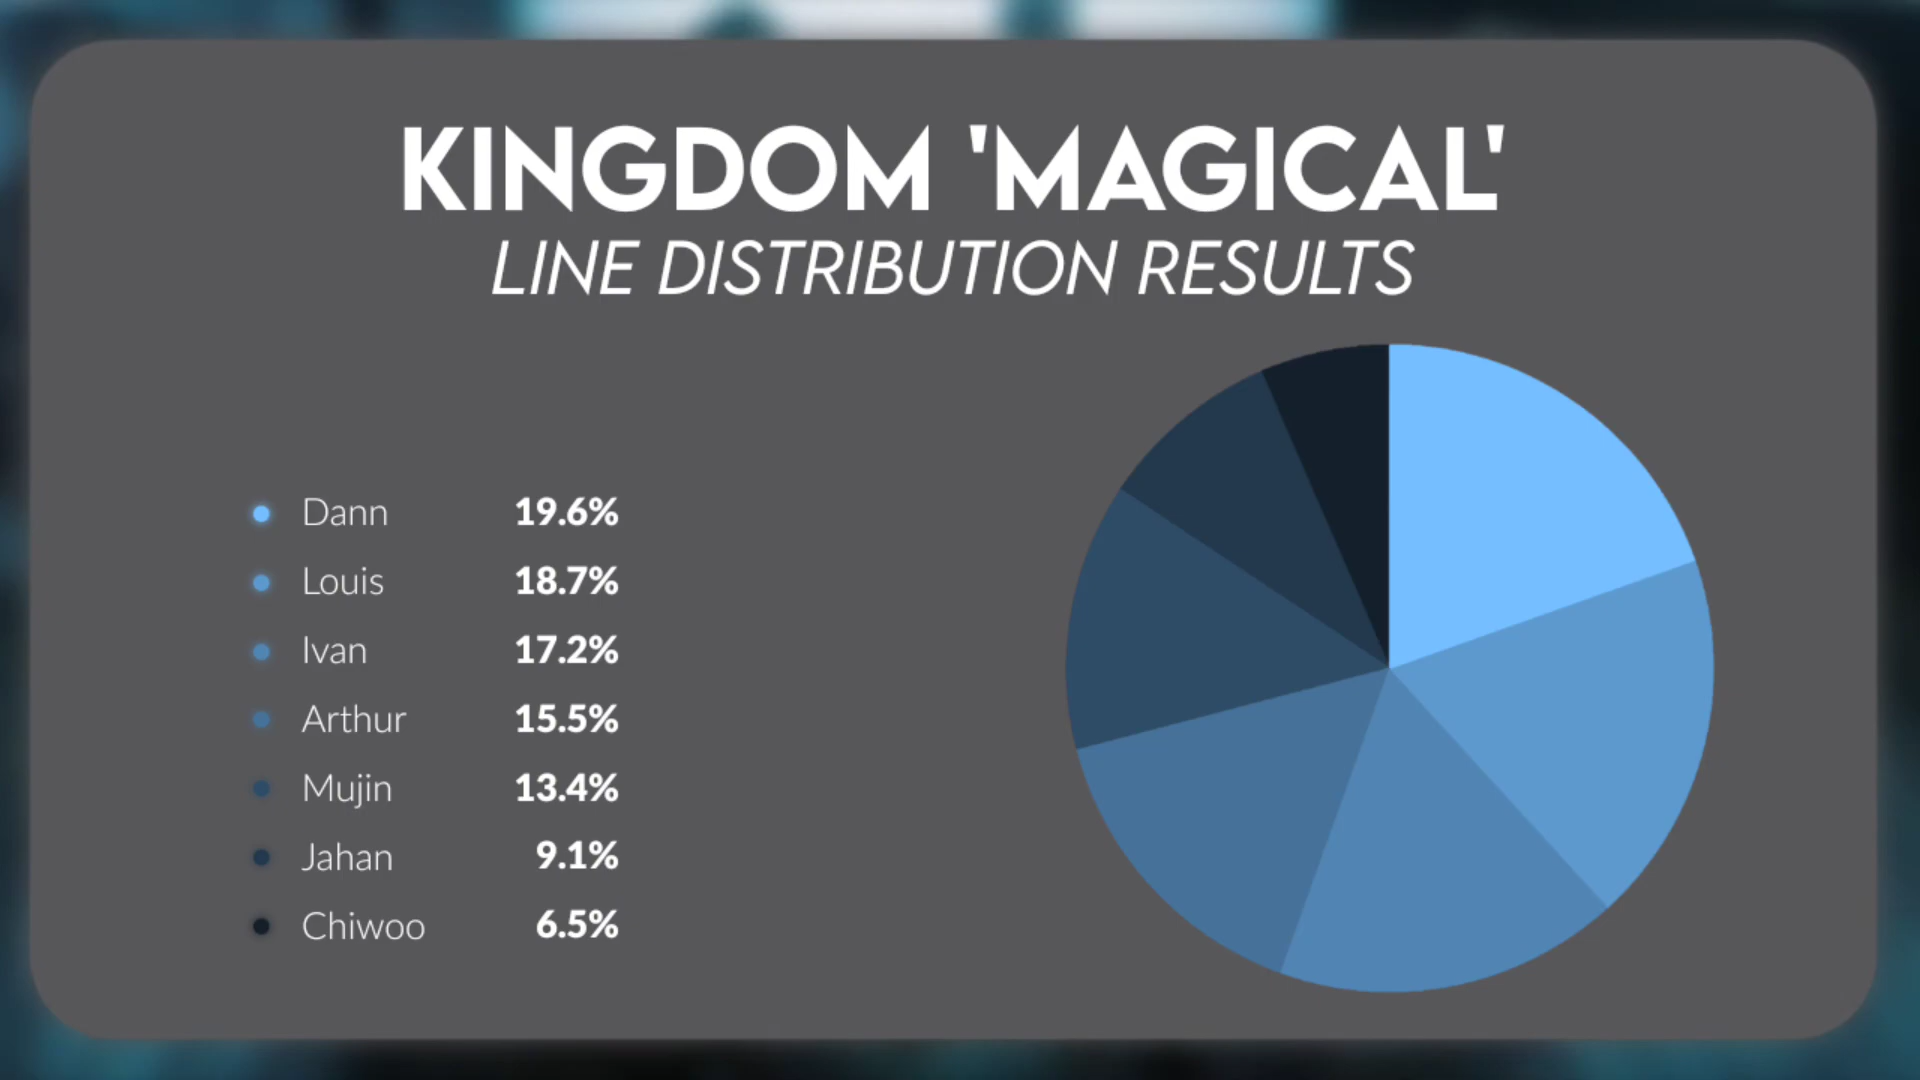 KINGDOM 'MAGICAL'
LINE DISTRIBUTION RESULTS
Dann 19.6%
Louis 18.7%
Ivan 17.2%
Arthur 15.5%
Mujin 13.4%
Jahan 9.1%
Chiwoo 6.5%